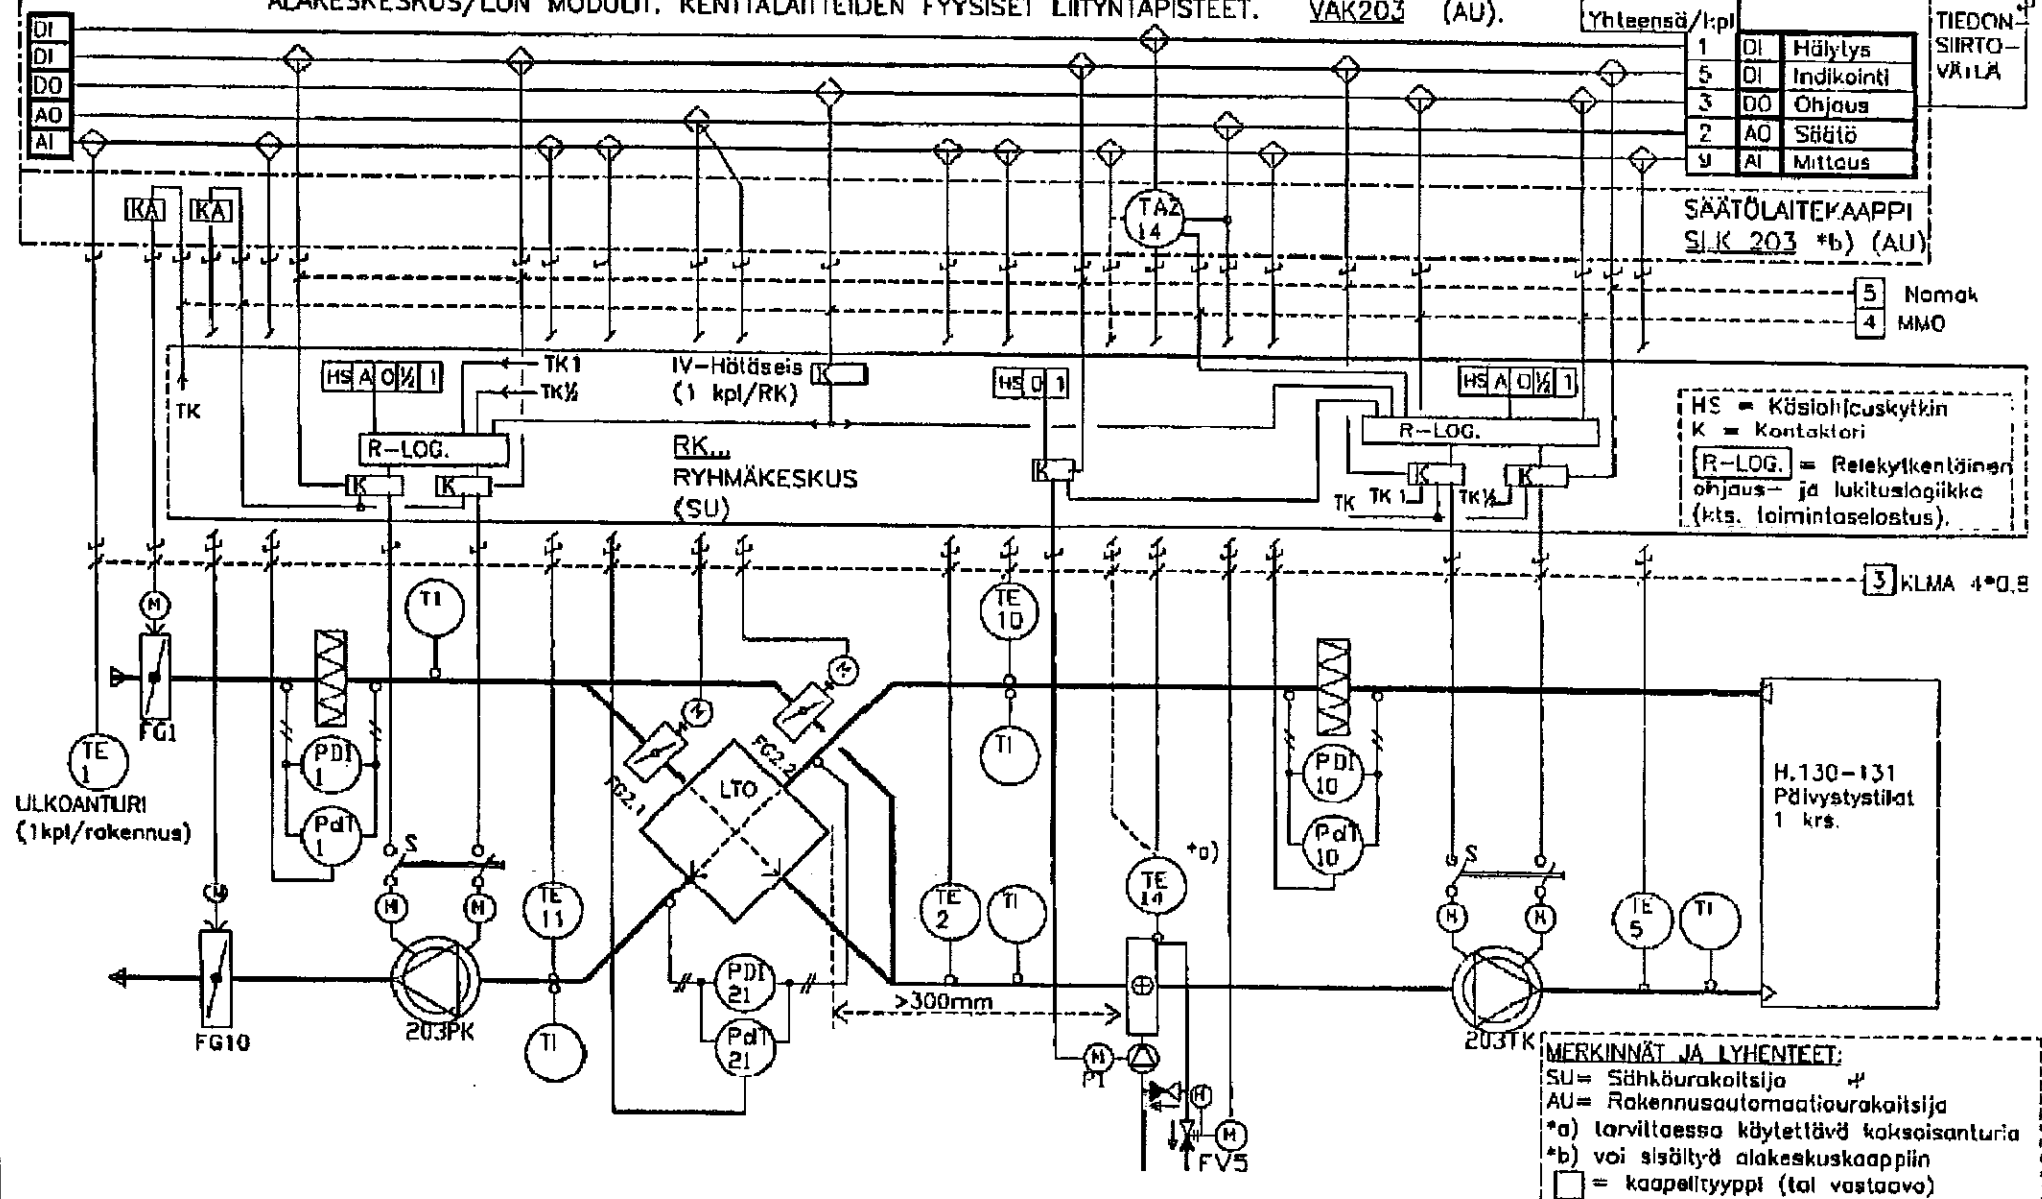 ALAKESKESKUS/LON MODULIT, KENTTÄLAITTEIDEN FYYSISET LIITYNTÄPISTEET. VAK203 (AU).
Yhteensä/kpl
TIEDON-
SIIRTO-
VÄYLÄ
DI
DI
DO
AO
AI
1 DI Hälytys
5 DI Indikointi
3 DO Ohjaus
2 AO Säätö
9 AI Mittaus
KA
KA
TAZ
14
SÄÄTÖLAITEKAAPPI
SLK 203 *b) (AU)
5 Nomak
4 MMO
TK
HS A 0 ½ 1
TK1
TK½
IV-Hätäseis
(1 kpl/RK)
K
HS 0 1
HS A 0 ½ 1
R-LOG.
K
K
RK...
RYHMÄKESKUS
(SU)
K
R-LOG.
K
K
TK
TK 1
TK½
HS = Käsiohjauskytkin
K = Kontaktori
R-LOG. = Relekytkentäinen
ohjaus- ja lukituslogiikka
(kts. toimintaselostus).
3 KLMA 4*0,8
M
FG1
TI
TE
10
TI
TE
1
ULKOANTURI
(1kpl/rakennus)
PDI
1
PdT
1
M
M
FG2.1
FG2.2
LTO
PDI
10
PdT
10
H.130-131
Päivystystilat
1 krs.
S
S
M
FG10
M
M
203PK
TE
11
TI
PDI
21
PdT
21
TE
2
TI
>300mm
*a)
TE
14
M
P1
M
M
FV5
M
M
203TK
TE
5
TI
MERKINNÄT JA LYHENTEET:
SU= Sähköurakoitsija
AU= Rakennusautomaatiourakoitsija
*a) tarvittaessa käytettävä kaksoisanturia
*b) voi sisältyä alakeskuskaappiin
= kaapelityyppi (tai vastaava)